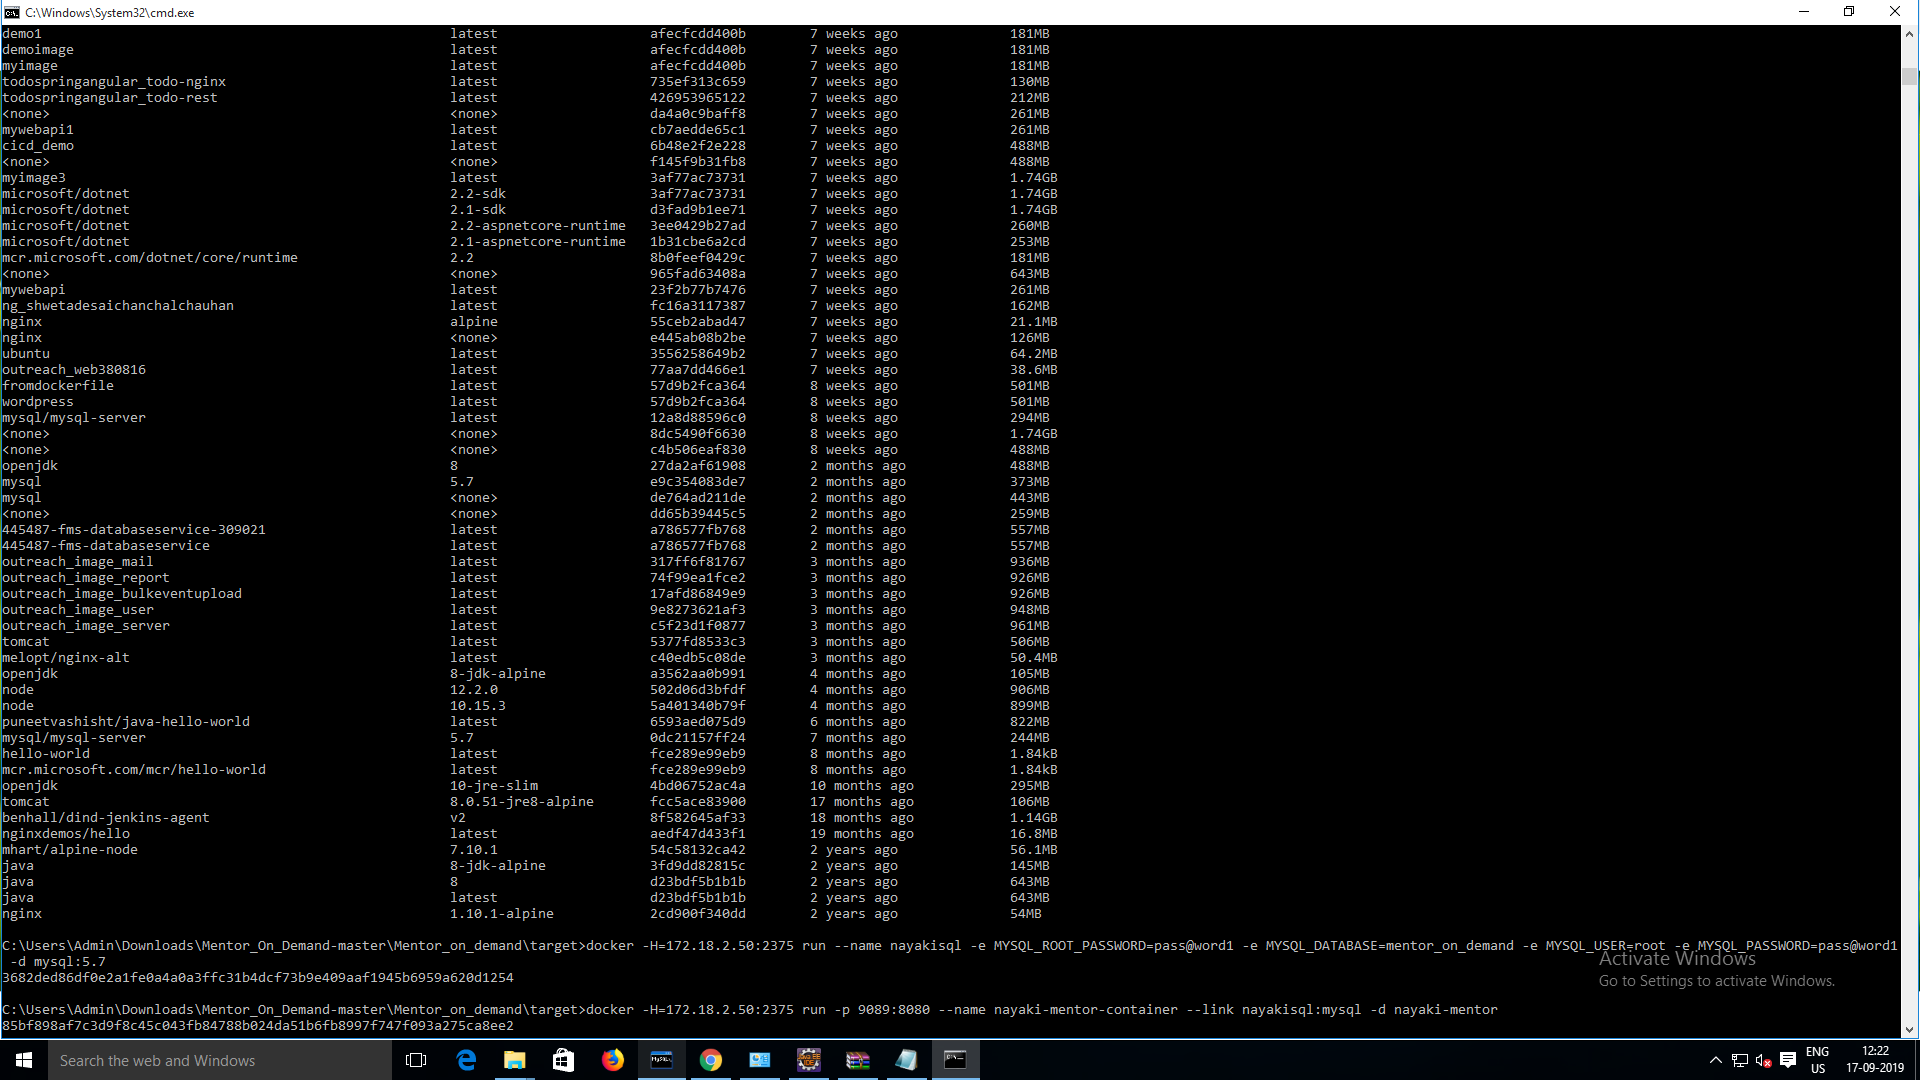 C:\Windows\System32\cmd.exe
demo1 latest afecfcdd400b 7 weeks ago 181MB
demoimage latest afecfcdd400b 7 weeks ago 181MB
myimage latest afecfcdd400b 7 weeks ago 181MB
todospringangular_todo-nginx latest 735ef313c659 7 weeks ago 130MB
todospringangular_todo-rest latest 426953965122 7 weeks ago 212MB
<none> <none> da4a0c9baff8 7 weeks ago 261MB
mywebapi1 latest cb7aedde65c1 7 weeks ago 261MB
cicd_demo latest 6b48e2f2e228 7 weeks ago 488MB
<none> <none> f145f9b31fb8 7 weeks ago 488MB
myimage3 latest 3af77ac73731 7 weeks ago 1.74GB
microsoft/dotnet 2.2-sdk 3af77ac73731 7 weeks ago 1.74GB
microsoft/dotnet 2.1-sdk d3fad9b1ee71 7 weeks ago 1.74GB
microsoft/dotnet 2.2-aspnetcore-runtime 3ee0429b27ad 7 weeks ago 260MB
microsoft/dotnet 2.1-aspnetcore-runtime 1b31cbe6a2cd 7 weeks ago 253MB
mcr.microsoft.com/dotnet/core/runtime 2.2 8b0feef0429c 7 weeks ago 181MB
<none> <none> 965fad63408a 7 weeks ago 643MB
mywebapi latest 23f2b77b7476 7 weeks ago 261MB
ng_shwetadesaichanchalchauhan latest fc16a3117387 7 weeks ago 162MB
nginx alpine 55ceb2abad47 7 weeks ago 21.1MB
nginx <none> e445ab08b2be 7 weeks ago 126MB
ubuntu latest 3556258649b2 7 weeks ago 64.2MB
outreach_web380816 latest 77aa7dd466e1 7 weeks ago 38.6MB
fromdockerfile latest 57d9b2fca364 8 weeks ago 501MB
wordpress latest 57d9b2fca364 8 weeks ago 501MB
mysql/mysql-server latest 12a8d88596c0 8 weeks ago 294MB
<none> <none> 8dc5490f6630 8 weeks ago 1.74GB
<none> <none> c4b506eaf830 8 weeks ago 488MB
openjdk 8 27da2af61908 2 months ago 488MB
mysql 5.7 e9c354083de7 2 months ago 373MB
mysql <none> de764ad211de 2 months ago 443MB
<none> <none> dd65b39445c5 2 months ago 259MB
445487-fms-databaseservice-309021 latest a786577fb768 2 months ago 557MB
445487-fms-databaseservice latest a786577fb768 2 months ago 557MB
outreach_image_mail latest 317ff6f81767 3 months ago 936MB
outreach_image_report latest 74f99ea1fce2 3 months ago 926MB
outreach_image_bulkeventupload latest 17afd86849e9 3 months ago 926MB
outreach_image_user latest 9e8273621af3 3 months ago 948MB
outreach_image_server latest c5f23d1f0877 3 months ago 961MB
tomcat latest 5377fd8533c3 3 months ago 506MB
melopt/nginx-alt latest c40edb5c08de 3 months ago 50.4MB
openjdk 8-jdk-alpine a3562aa0b991 4 months ago 105MB
node 12.2.0 502d06d3bfdf 4 months ago 906MB
node 10.15.3 5a401340b79f 4 months ago 899MB
puneetvashisht/java-hello-world latest 6593aed075d9 6 months ago 822MB
mysql/mysql-server 5.7 0dc21157ff24 7 months ago 244MB
hello-world latest fce289e99eb9 8 months ago 1.84kB
mcr.microsoft.com/mcr/hello-world latest fce289e99eb9 8 months ago 1.84kB
openjdk 10-jre-slim 4bd06752ac4a 10 months ago 295MB
tomcat 8.0.51-jre8-alpine fcc5ace83900 17 months ago 106MB
benhall/dind-jenkins-agent v2 8f582645af33 18 months ago 1.14GB
nginxdemos/hello latest aedf47d433f1 19 months ago 16.8MB
mhart/alpine-node 7.10.1 54c58132ca42 2 years ago 56.1MB
java 8-jdk-alpine 3fd9dd82815c 2 years ago 145MB
java 8 d23bdf5b1b1b 2 years ago 643MB
java latest d23bdf5b1b1b 2 years ago 643MB
nginx 1.10.1-alpine 2cd900f340dd 2 years ago 54MB
C:\Users\Admin\Downloads\Mentor_On_Demand-master\Mentor_on_demand\target>docker -H=172.18.2.50:2375 run --name nayakisql -e MYSQL_ROOT_PASSWORD=pass@word1 -e MYSQL_DATABASE=mentor_on_demand -e MYSQL_USER=root -e MYSQL_PASSWORD=pass@word1
-d mysql:5.7
3682ded86df0e2a1fe0a4a0a3ffc31b4dcf73b9e409aaf1945b6959a620d1254
Activate Windows
Go to Settings to activate Windows.
C:\Users\Admin\Downloads\Mentor_On_Demand-master\Mentor_on_demand\target>docker -H=172.18.2.50:2375 run -p 9089:8080 --name nayaki-mentor-container --link nayakisql:mysql -d nayaki-mentor
85bf898af7c3d9f8c45c043fb84788b024da51b6fb8997f747f093a275ca8ee2
Search the web and Windows
ENG
US
12:22
17-09-2019